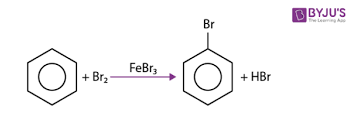 BYJU'S
The Learning App
Br
+ Br₂ FeBr₃ + HBr